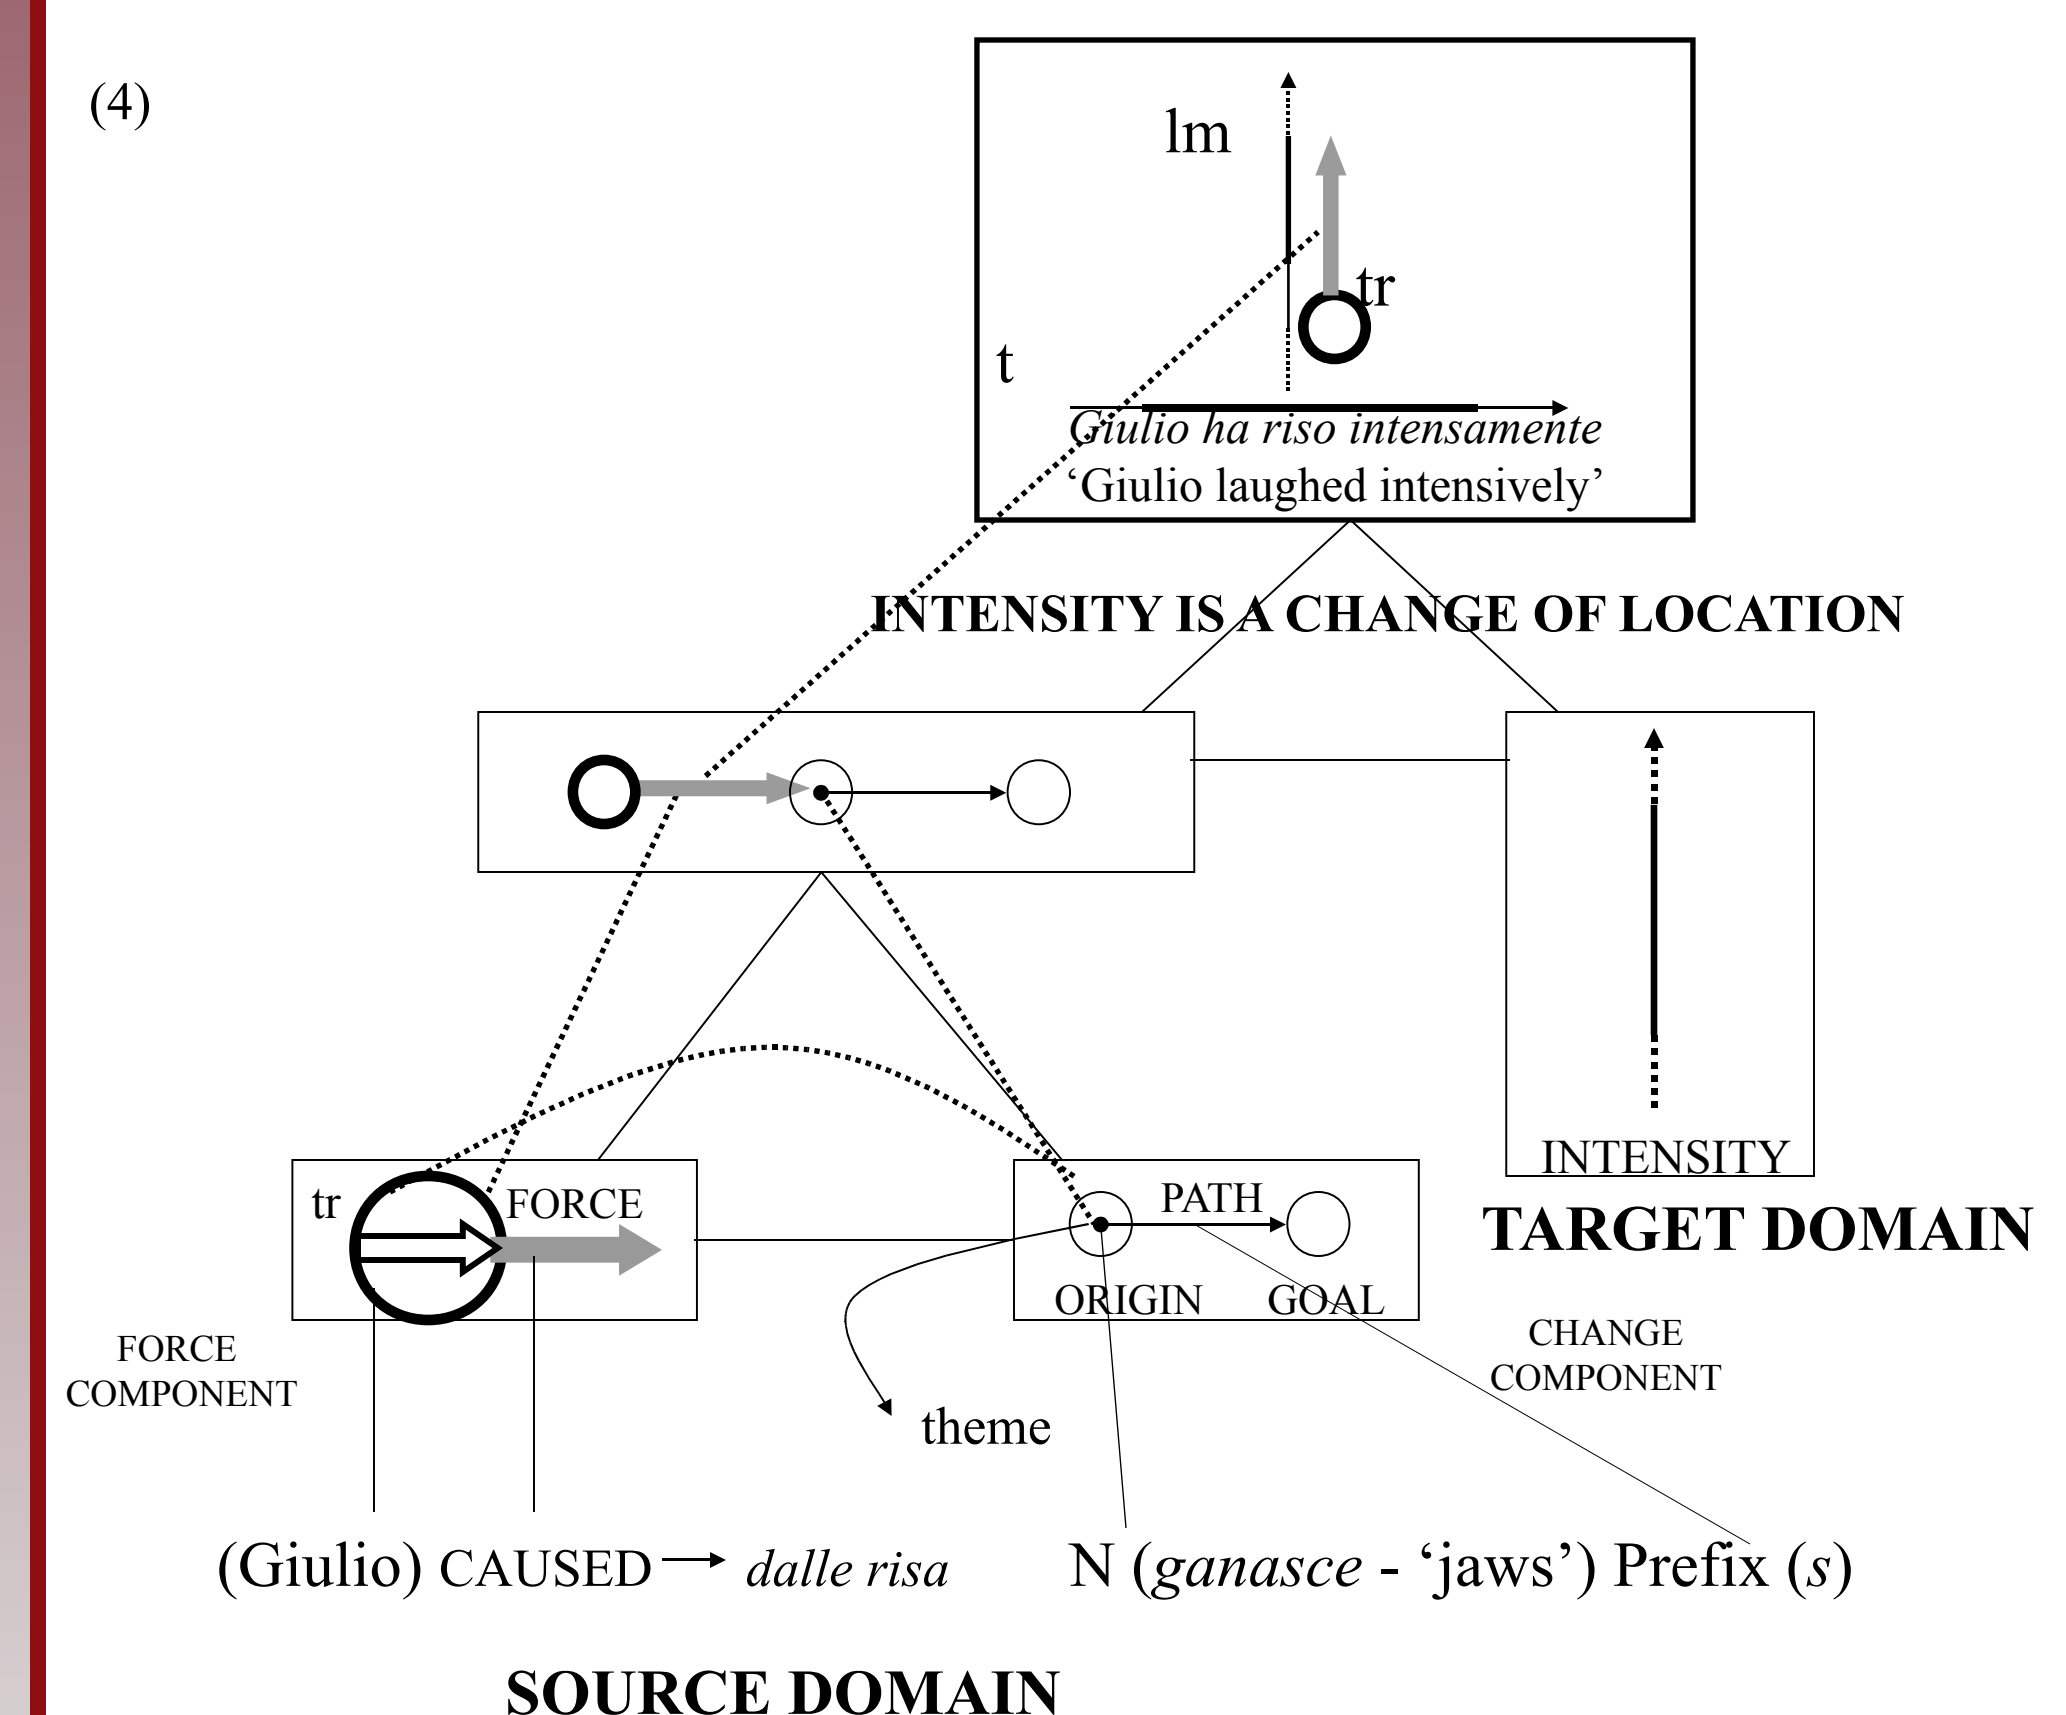 (4)
lm
tr
t
Giulio ha riso intensamente
‘Giulio laughed intensively’
INTENSITY IS A CHANGE OF LOCATION
INTENSITY
TARGET DOMAIN
tr
FORCE
PATH
ORIGIN
GOAL
FORCE
COMPONENT
CHANGE
COMPONENT
theme
(Giulio) CAUSED dalle risa
N (ganasce - ‘jaws’) Prefix (s)
SOURCE DOMAIN